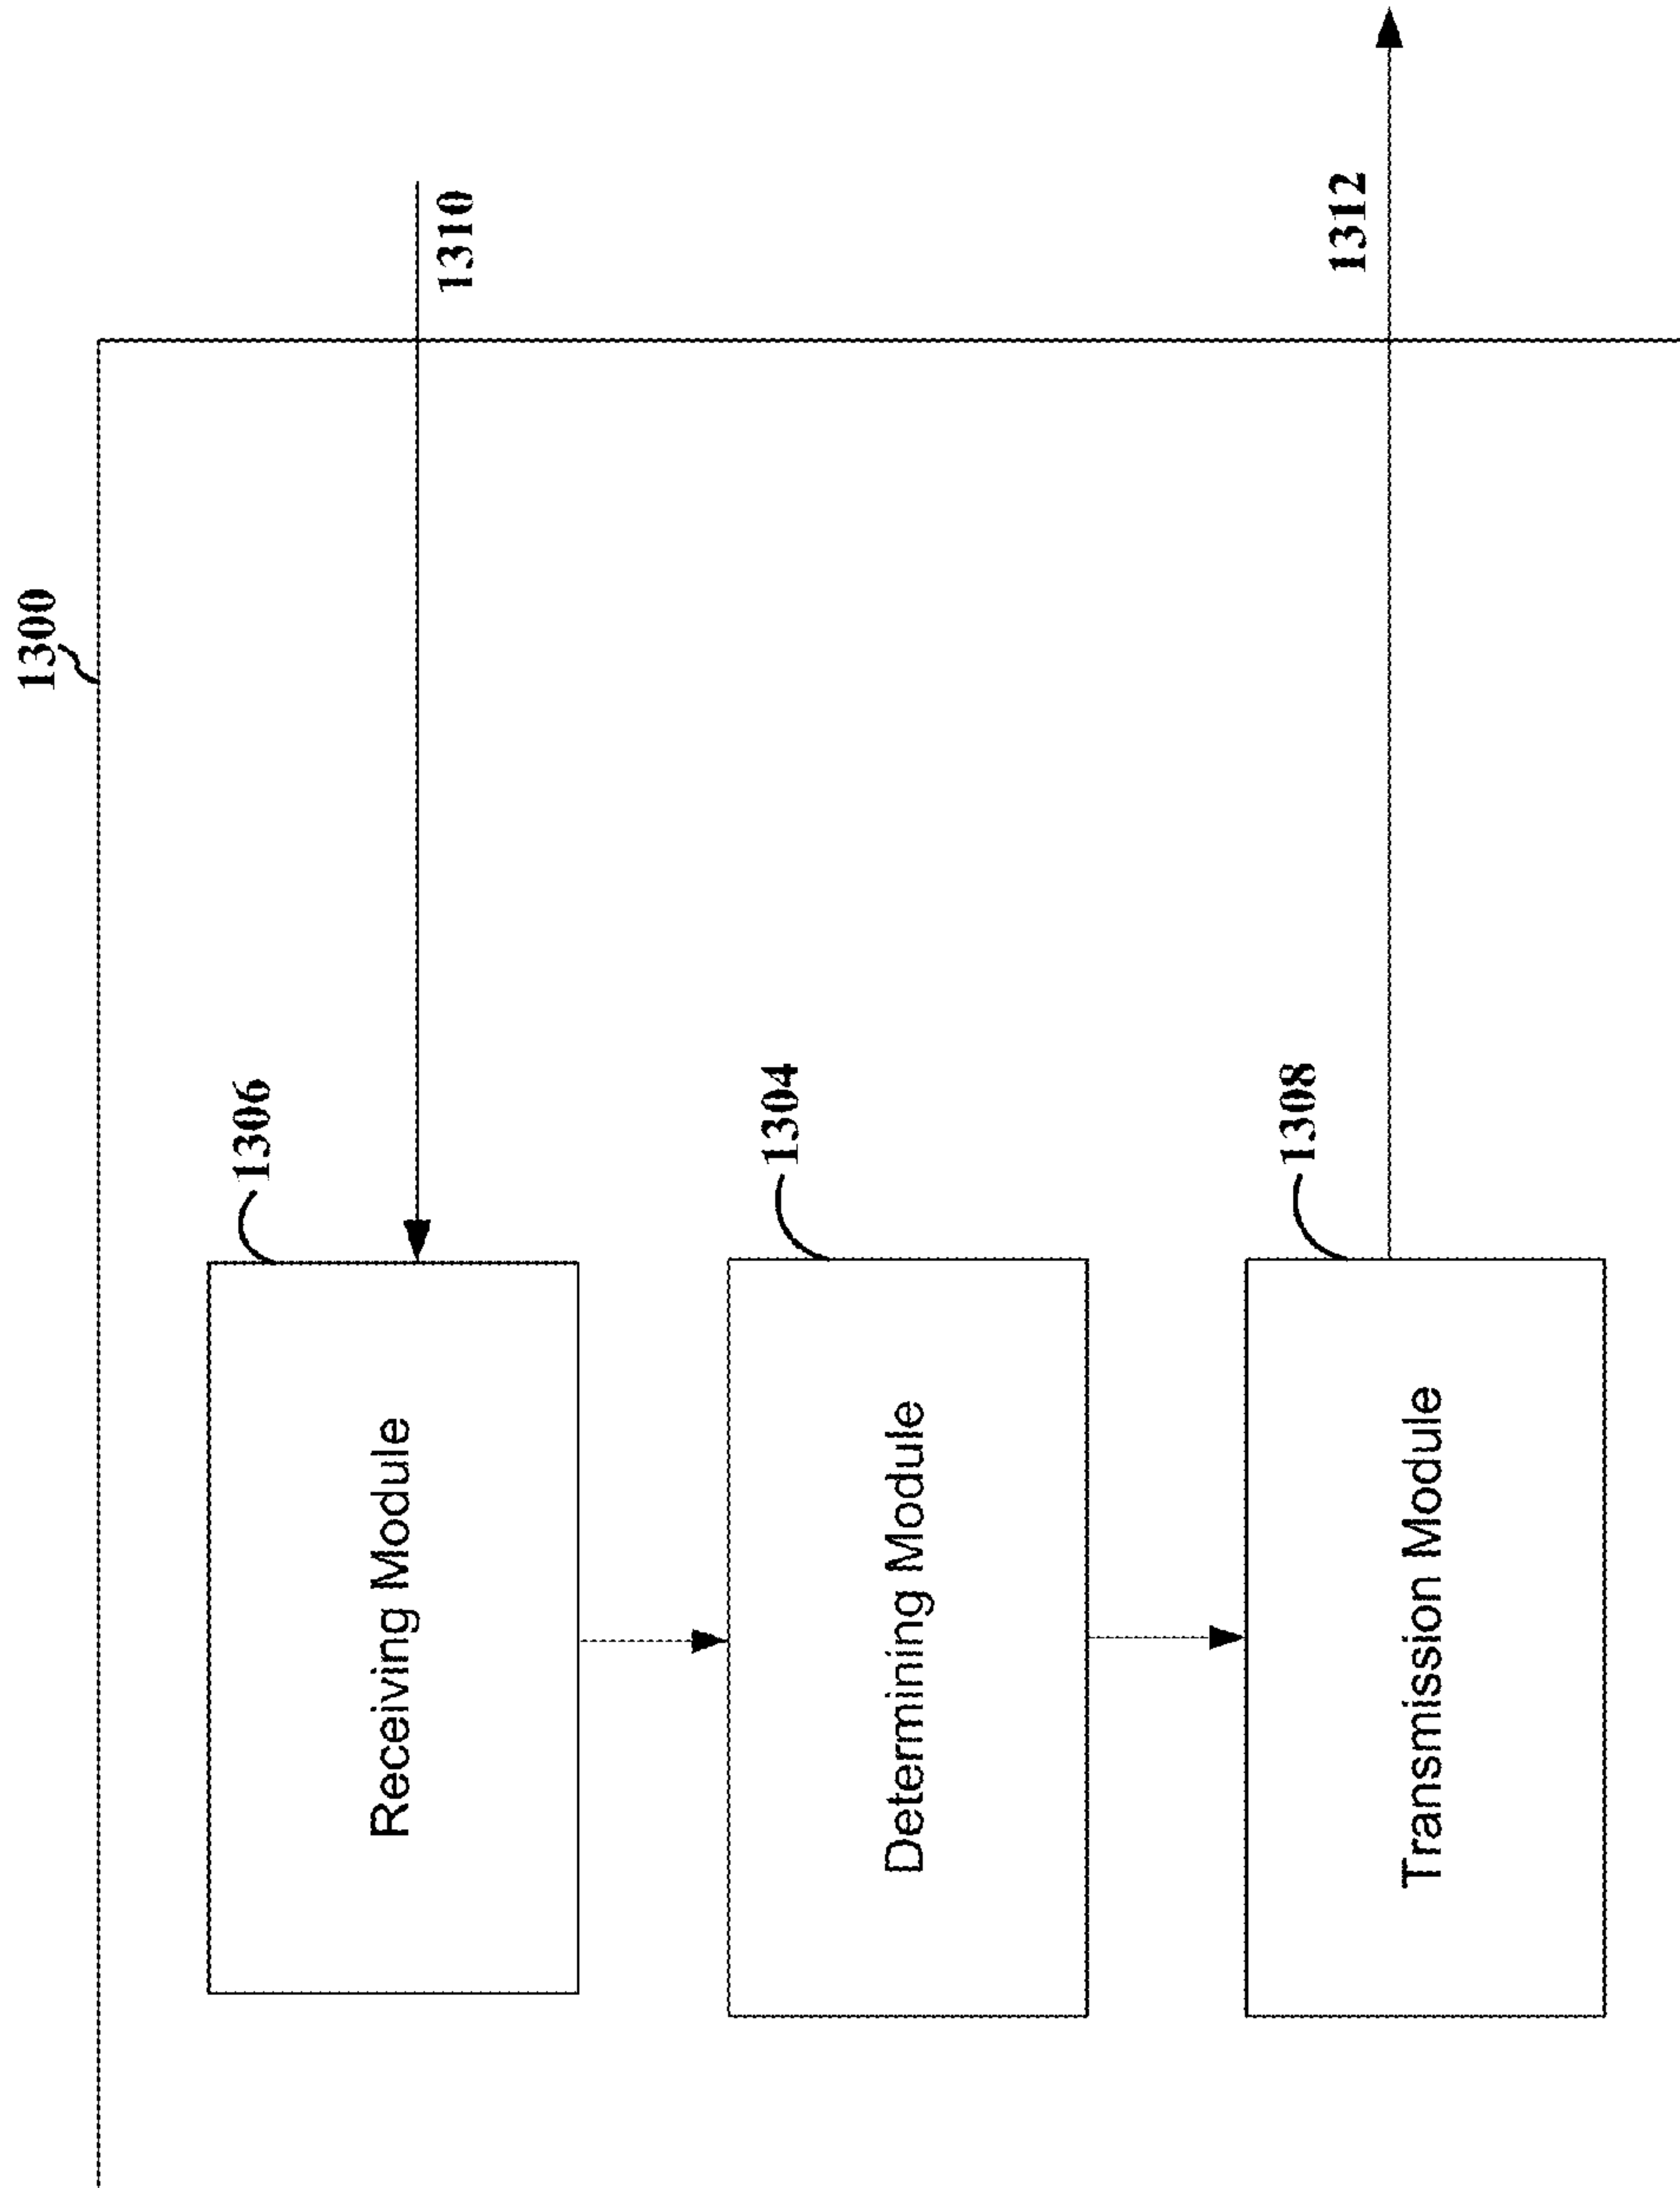 1300
1310
1312
1306
1304
1308
Receiving Module
Determining Module
Transmission Module